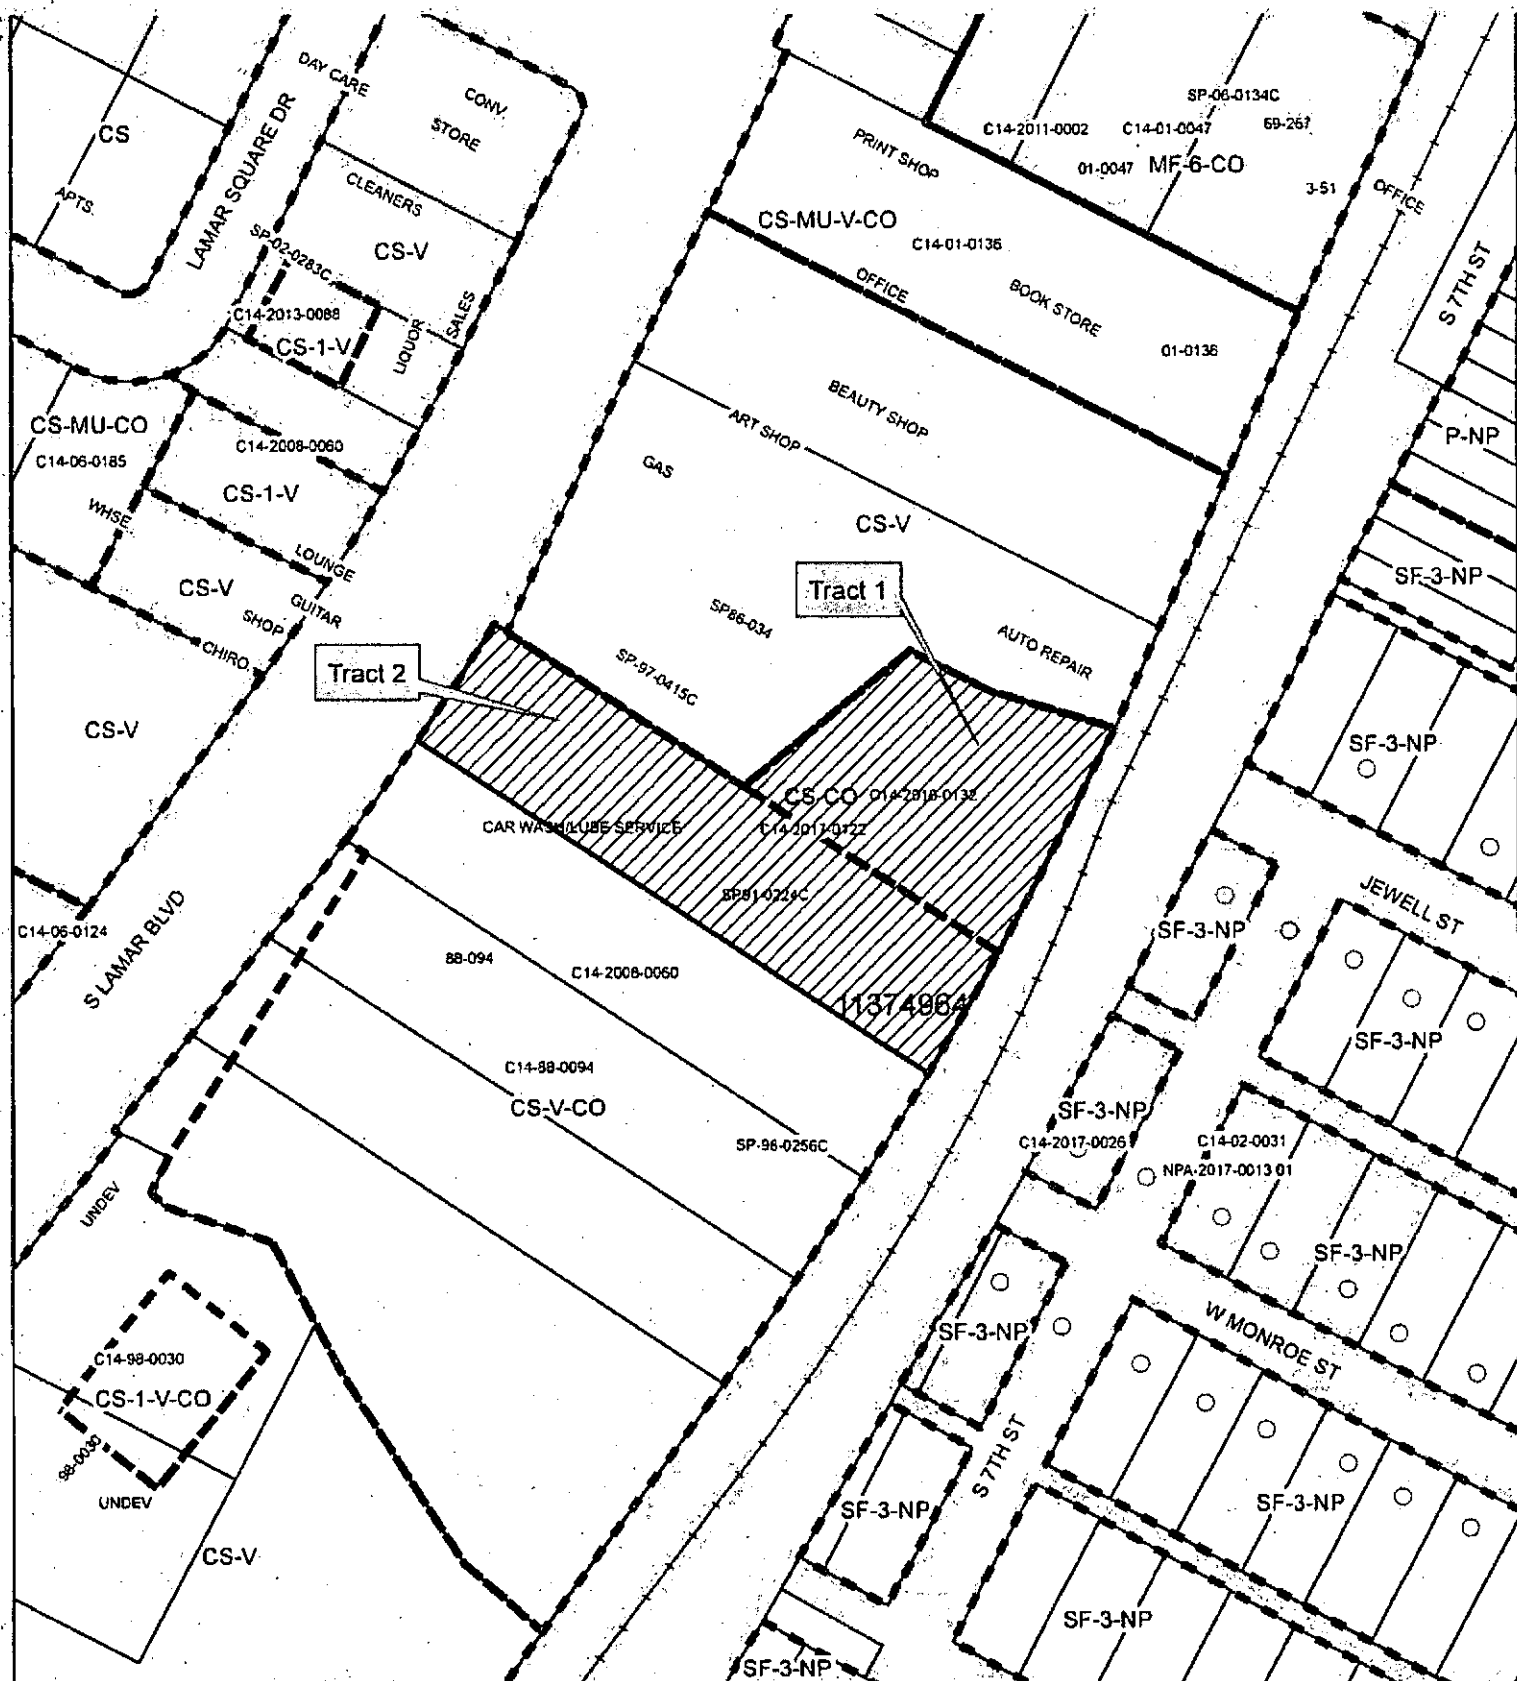 DAY CARE
CONV.
STORE
SP-06-0134C
C14-2011-0002
C14-01-0047
69-267
CS
PRINT SHOP
01-0047
MF-6-CO
3-51
OFFICE
APTS.
LAMAR SQUARE DR
CLEANERS
CS-MU-V-CO
C14-01-0136
S 7TH ST
SP-02-0283C
CS-V
OFFICE
BOOK STORE
C14-2013-0088
CS-1-V
LIQUOR
SALES
01-0136
CS-MU-CO
C14-06-0185
C14-2008-0060
CS-1-V
BEAUTY SHOP
ART SHOP
P-NP
GAS
WHSE
CS-V
LOUNGE
SF-3-NP
CS-V
GUITAR
SHOP
CHIRO.
Tract 1
SP86-034
AUTO REPAIR
Tract 2
SP-97-0415C
CS-V
SF-3-NP
CS-CO
C14-2017-0122
CAR WASH/LUBE SERVICE
SP91-0224C
JEWELL ST
C14-06-0124
S LAMAR BLVD
SF-3-NP
88-094
C14-2008-0060
11374964
SF-3-NP
C14-88-0094
CS-V-CO
SF-3-NP
C14-2017-0026
C14-02-0031
SP-96-0256C
NPA-2017-0013 01
UNDEV
SF-3-NP
W MONROE ST
SF-3-NP
C14-98-0030
CS-1-V-CO
98-0030
UNDEV
S 7TH ST
SF-3-NP
SF-3-NP
CS-V
SF-3-NP
SF-3-NP